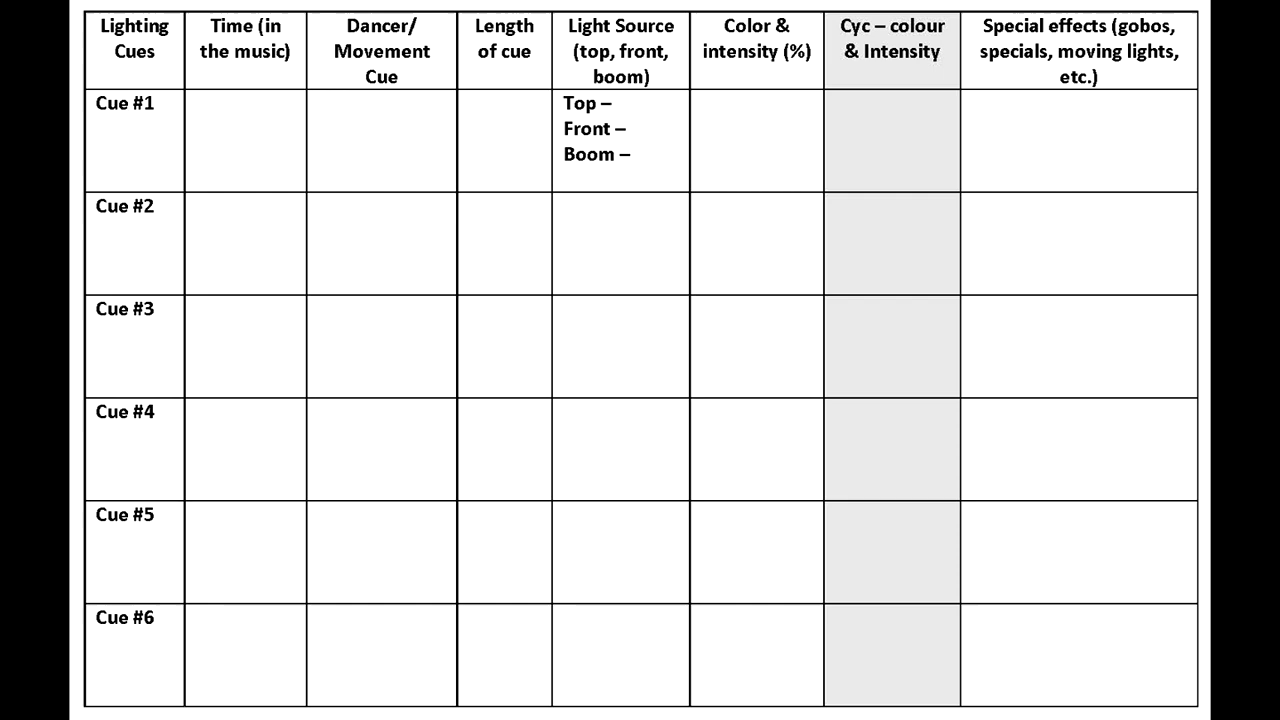 Lighting
Cues
Time (in
the music)
Dancer/
Movement
Cue
Length
of cue
Light Source
(top, front,
boom)
Color &
intensity (%)
Cyc – colour
& Intensity
Special effects (gobos,
specials, moving lights,
etc.)
Cue #1
Top –
Front –
Boom –
Cue #2
Cue #3
Cue #4
Cue #5
Cue #6